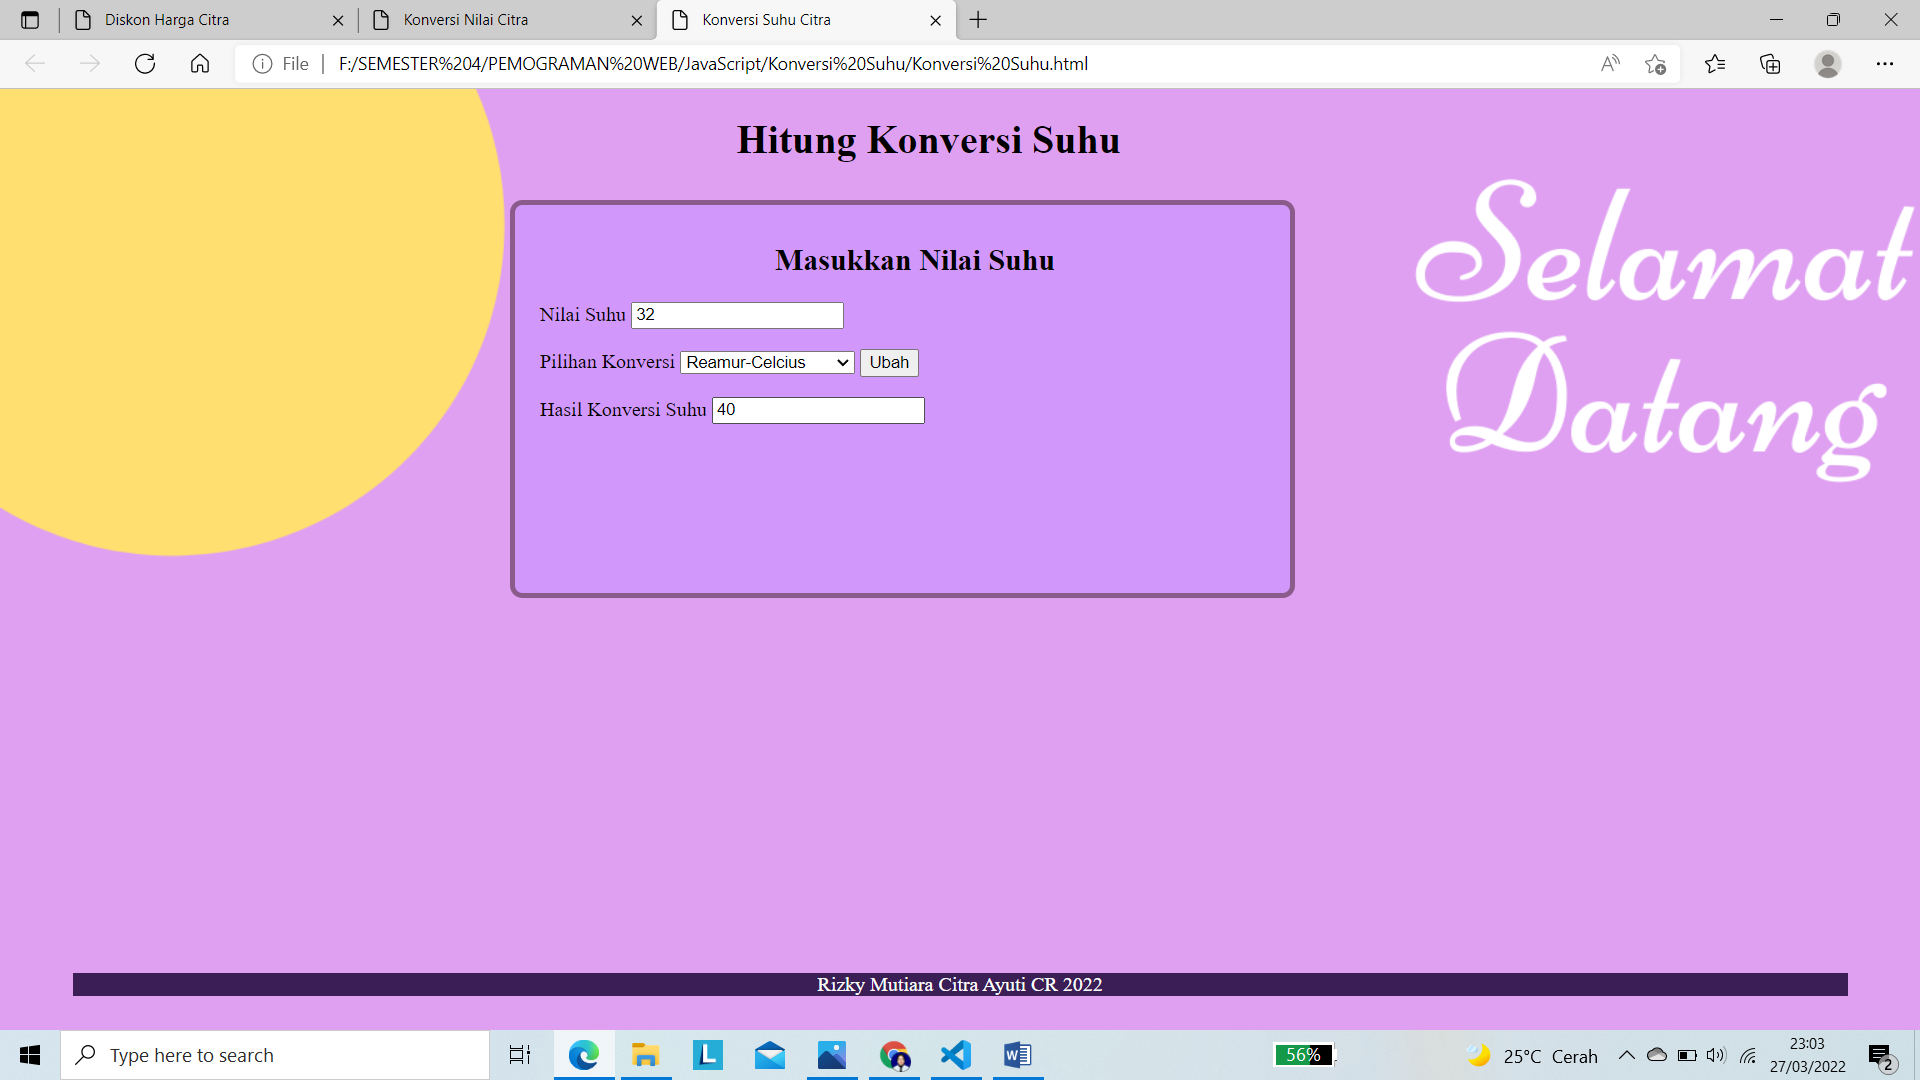 Diskon Harga Citra
Konversi Nilai Citra
Konversi Suhu Citra
File
F:/SEMESTER%204/PEMOGRAMAN%20WEB/JavaScript/Konversi%20Suhu/Konversi%20Suhu.html
Hitung Konversi Suhu
Selamat
Datang
Masukkan Nilai Suhu
Nilai Suhu 32
Pilihan Konversi Reamur-Celcius Ubah
Hasil Konversi Suhu 40
Rizky Mutiara Citra Ayuti CR 2022
Type here to search
L
W
56%
25°C Cerah
23:03
27/03/2022
2